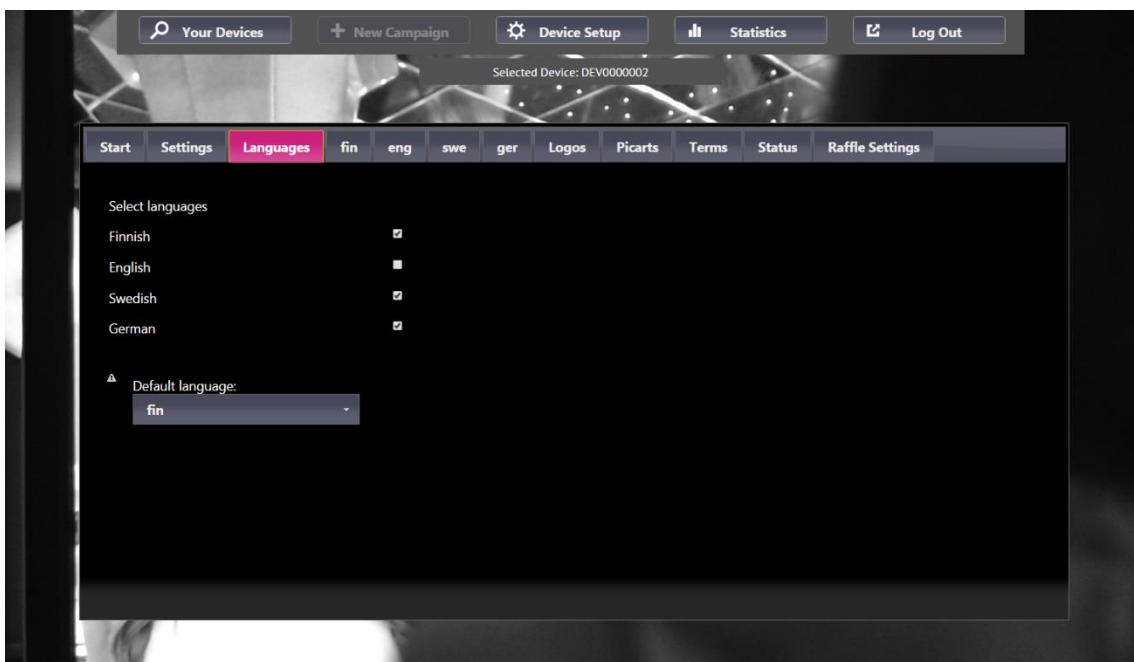 Your Devices New Campaign Device Setup Statistics Log Out
Selected Device: DEV0000002
Start Settings Languages fin eng swe ger Logos Picarts Terms Status Raffle Settings
Select languages
Finnish
English
Swedish
German
Default language:
fin